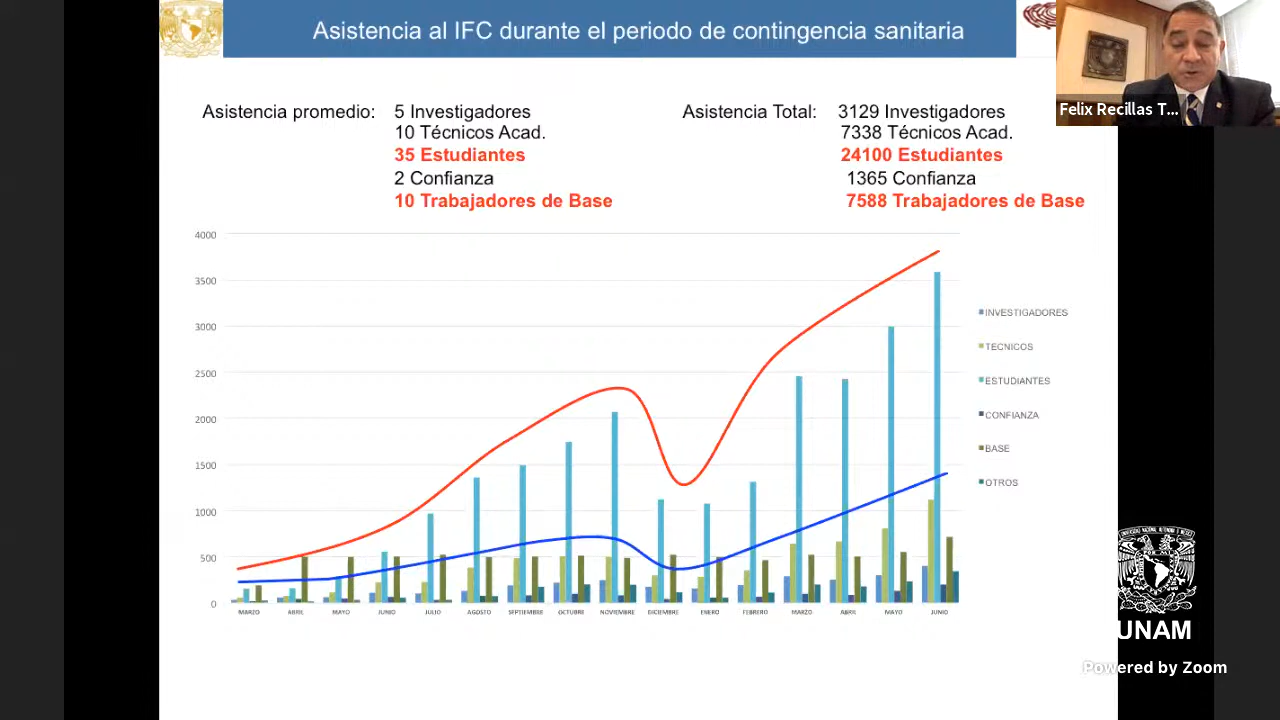 Asistencia al IFC durante el periodo de contingencia sanitaria
Felix Recillas T...
Asistencia promedio: 5 Investigadores
10 Técnicos Acad.
35 Estudiantes
2 Confianza
10 Trabajadores de Base
Asistencia Total: 3129 Investigadores
7338 Técnicos Acad.
24100 Estudiantes
1365 Confianza
7588 Trabajadores de Base
4000
3500
3000
2500
2000
1500
1000
500
0
MARZO ABRIL MAYO JUNIO JULIO AGOSTO SEPTIEMBRE OCTUBRE NOVIEMBRE DICIEMBRE ENERO FEBRERO MARZO ABRIL MAYO JUNIO
INVESTIGADORES
TECNICOS
ESTUDIANTES
CONFIANZA
BASE
OTROS
UNAM
Powered by Zoom